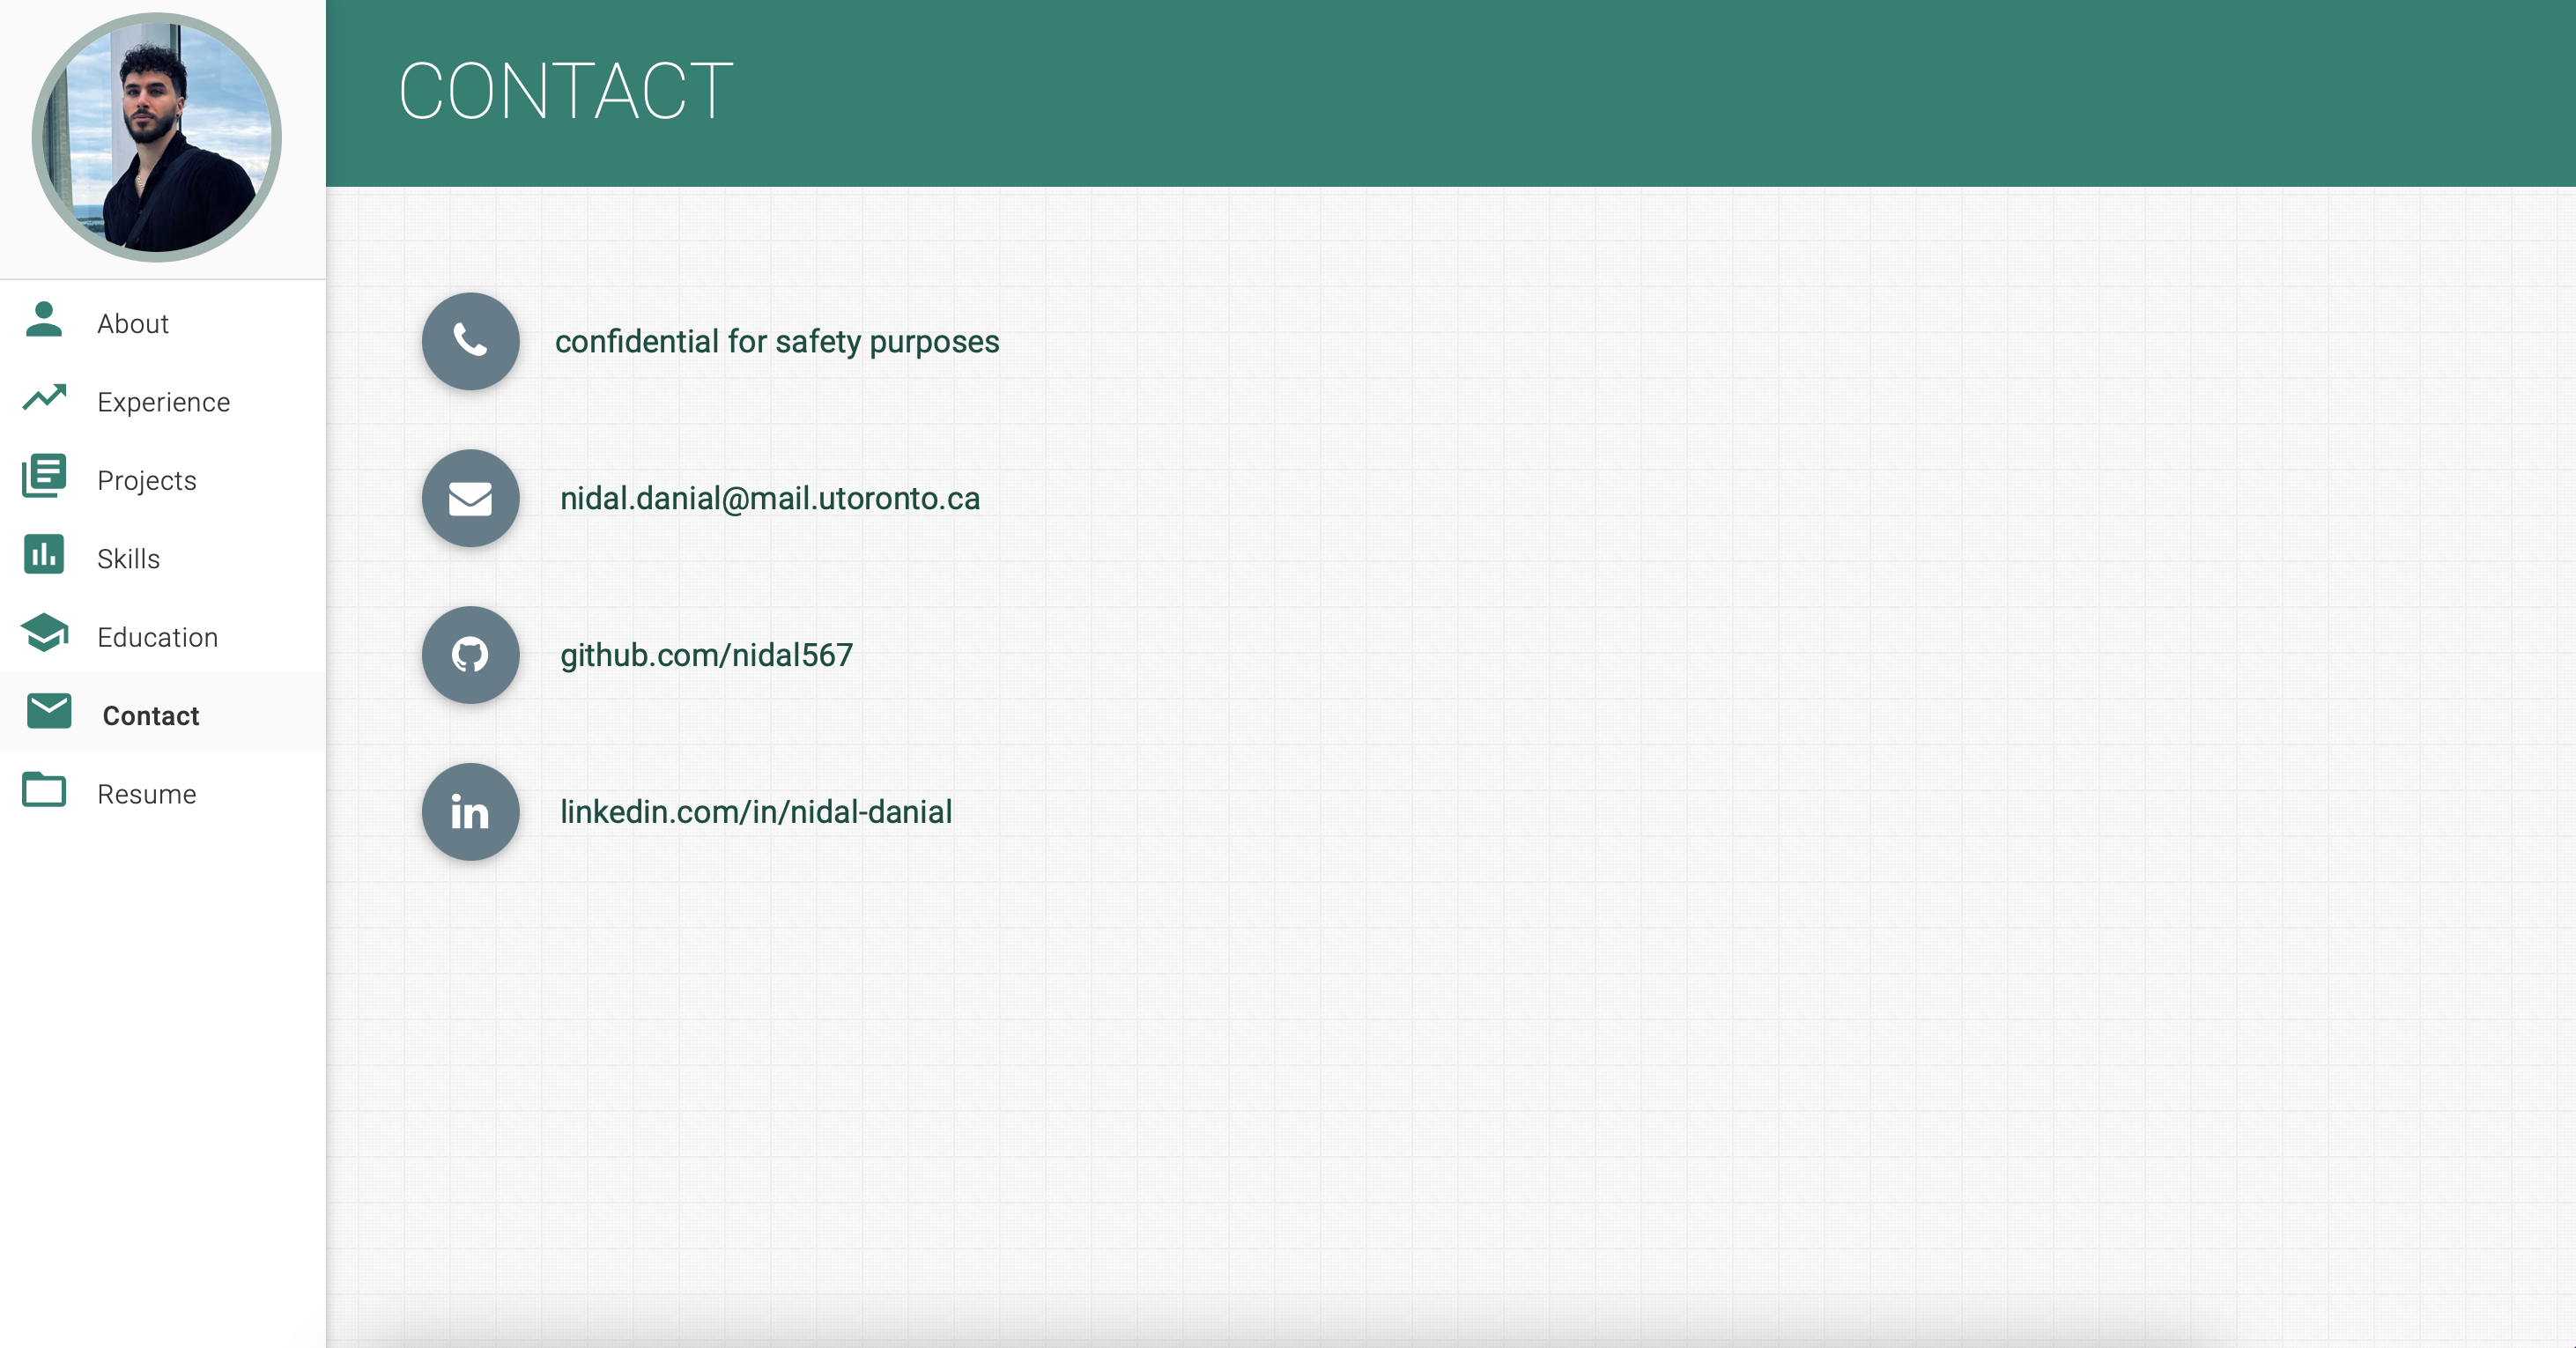 CONTACT
About
Experience
Projects
Skills
Education
Contact
Resume
confidential for safety purposes
nidal.danial@mail.utoronto.ca
github.com/nidal567
in
linkedin.com/in/nidal-danial